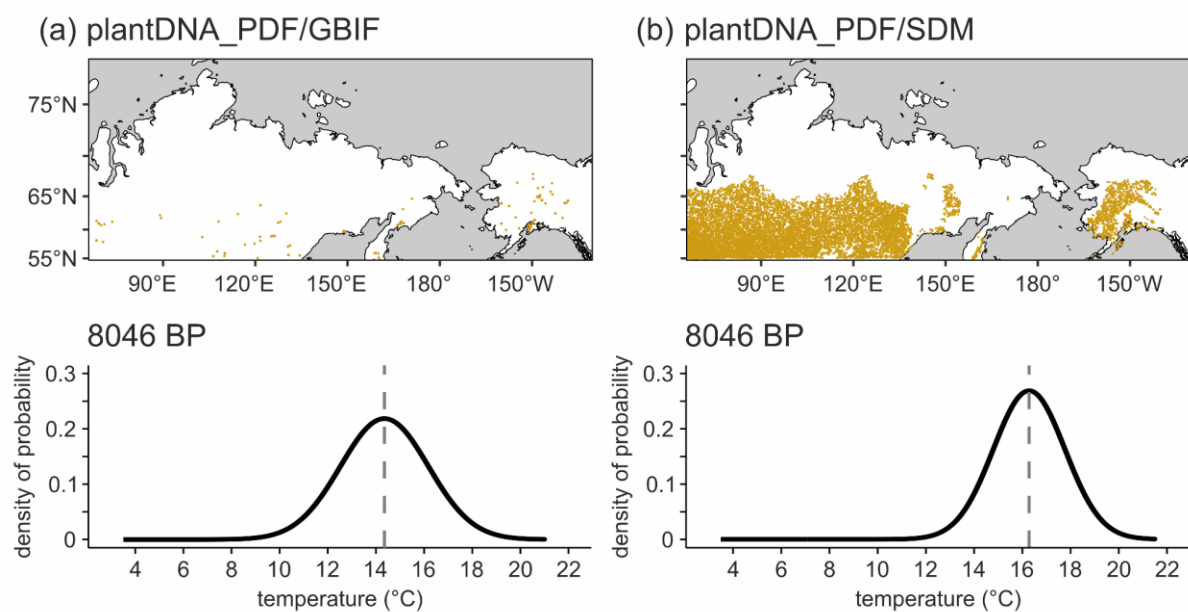 (a) plantDNA_PDF/GBIF
75°N
65°N
55°N
90°E 120°E 150°E 180° 150°W
8046 BP
density of probability
0.3
0.2
0.1
0
4 6 8 10 12 14 16 18 20 22
temperature (°C)
(b) plantDNA_PDF/SDM
75°N
65°N
55°N
90°E 120°E 150°E 180° 150°W
8046 BP
density of probability
0.3
0.2
0.1
0
4 6 8 10 12 14 16 18 20 22
temperature (°C)